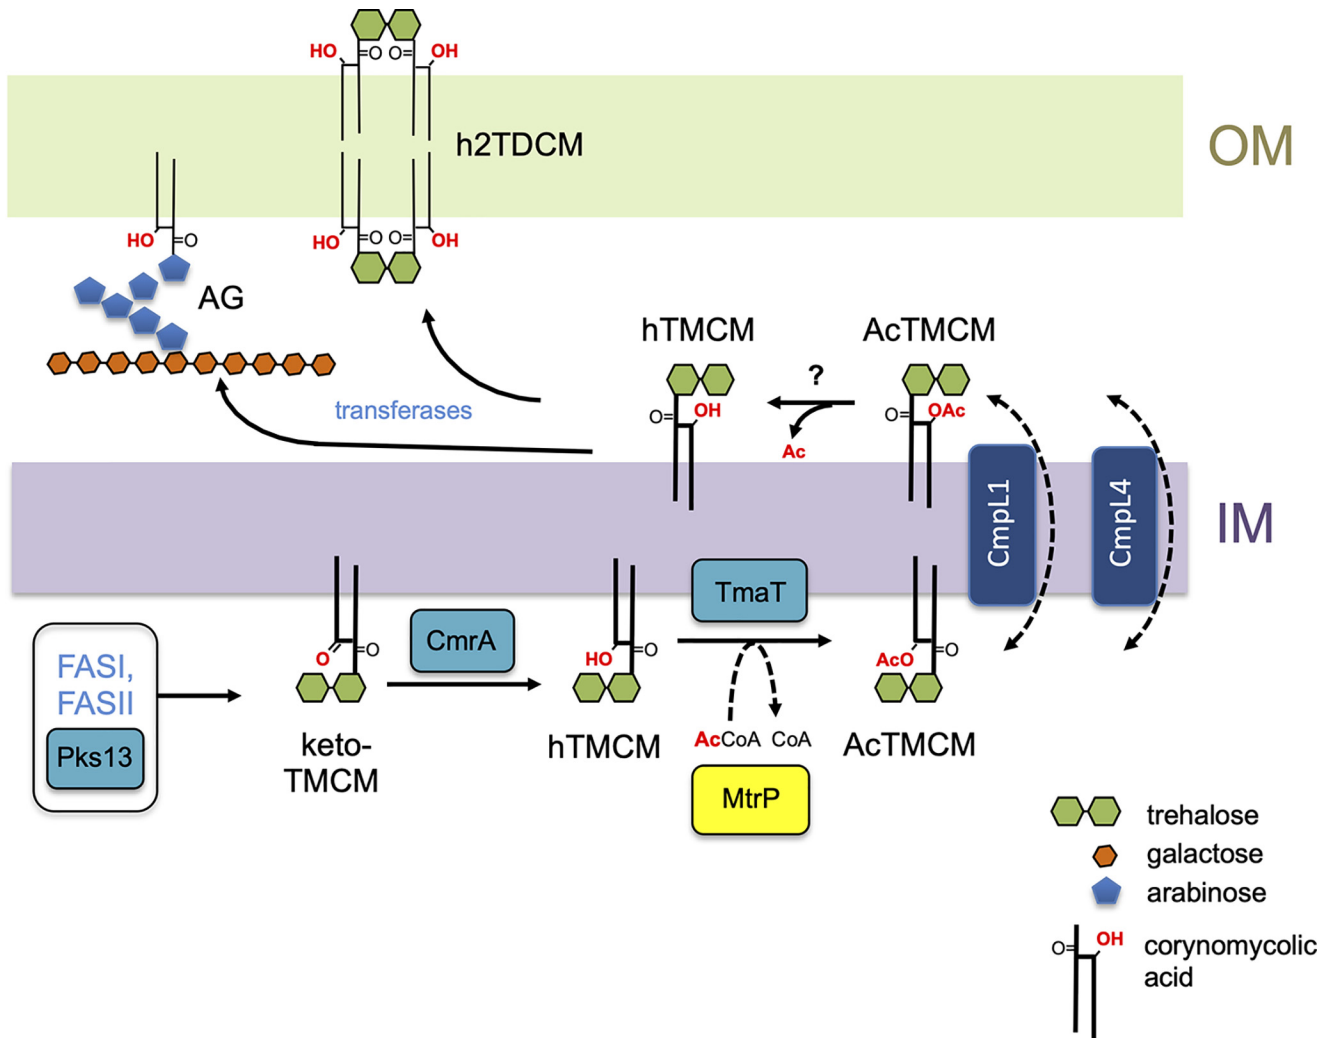 HO =O O= OH
OM
h2TDCM
HO =O
HO =O O= OH
AG
hTMCM
AcTMCM
?
O= OH
O= OAc
Ac
transferases
CmpL1
CmpL4
IM
TmaT
FASI,
FASII
Pks13
O =O
CmrA
HO =O
AcO =O
keto-
TMCM
hTMCM
AcCoA CoA
AcTMCM
MtrP
trehalose
galactose
arabinose
O= OH
corynomycolic
acid